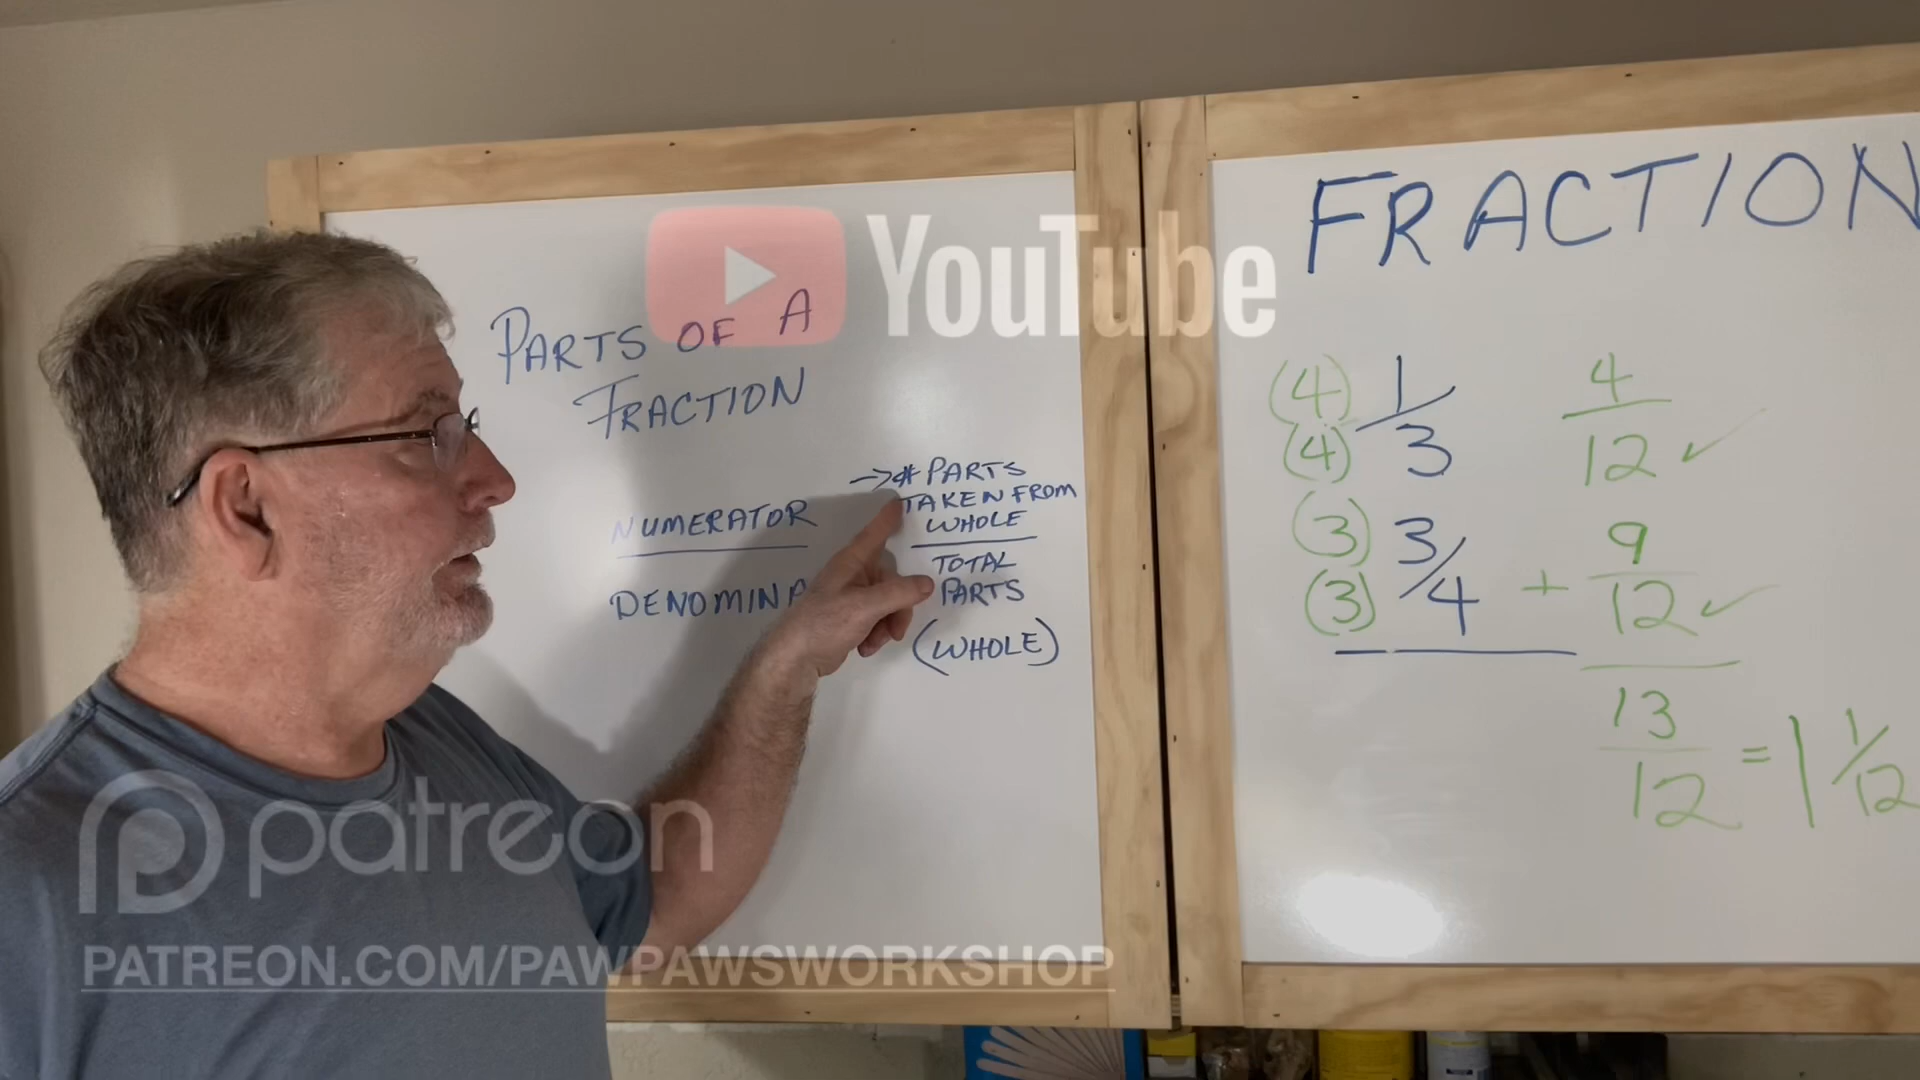 YouTube
PARTS OF A
FRACTION
NUMERATOR
DENOMINA
-># PARTS
TAKEN FROM
WHOLE
TOTAL
PARTS
(WHOLE)
FRACTION
(4) 1/3
(4)
4/12 ✓
(3) 3/4
(3)
+ 9/12 ✓
13/12 = 1 1/12
patreon
PATREON.COM/PAWPAWSWORKSHOP